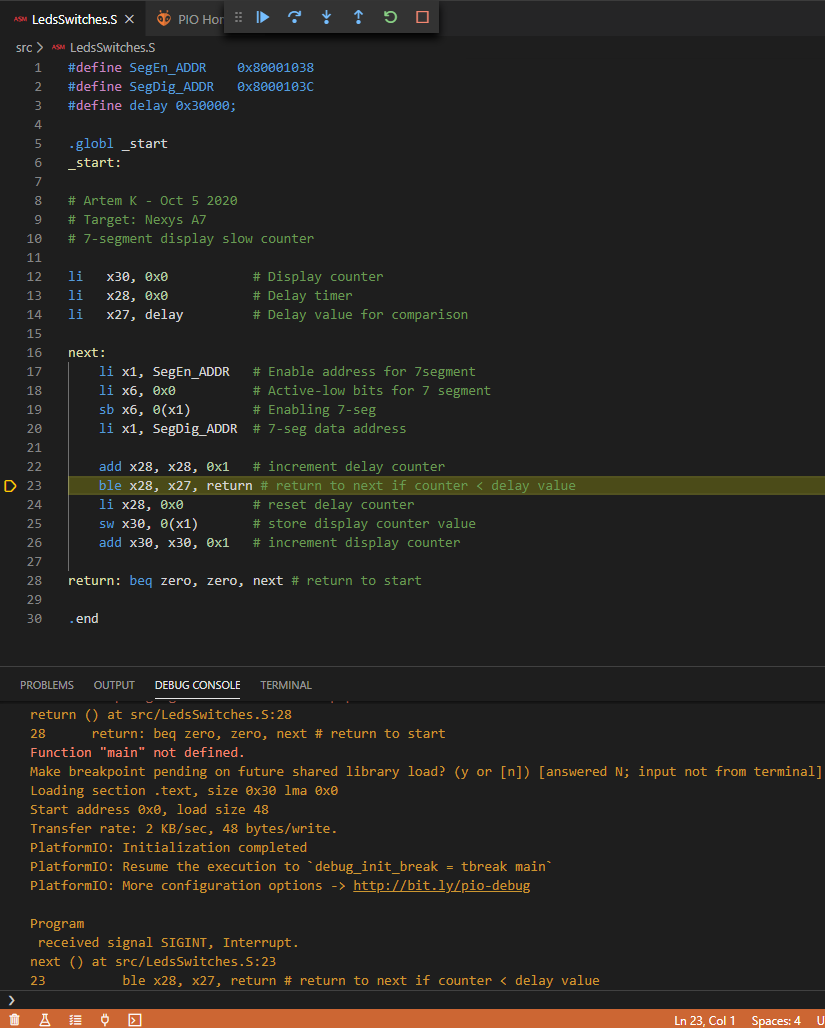 ASM LedsSwitches.S × PIO Hor
src > ASM LedsSwitches.S
1 #define SegEn_ADDR 0x80001038
2 #define SegDig_ADDR 0x8000103C
3 #define delay 0x30000;
4
5 .globl _start
6 _start:
7
8 # Artem K - Oct 5 2020
9 # Target: Nexys A7
10 # 7-segment display slow counter
11
12 li x30, 0x0 # Display counter
13 li x28, 0x0 # Delay timer
14 li x27, delay # Delay value for comparison
15
16 next:
17 li x1, SegEn_ADDR # Enable address for 7segment
18 li x6, 0x0 # Active-low bits for 7 segment
19 sb x6, 0(x1) # Enabling 7-seg
20 li x1, SegDig_ADDR # 7-seg data address
21
22 add x28, x28, 0x1 # increment delay counter
23 ble x28, x27, return # return to next if counter < delay value
24 li x28, 0x0 # reset delay counter
25 sw x30, 0(x1) # store display counter value
26 add x30, x30, 0x1 # increment display counter
27
28 return: beq zero, zero, next # return to start
29
30 .end
PROBLEMS OUTPUT DEBUG CONSOLE TERMINAL
return () at src/LedsSwitches.S:28
28 return: beq zero, zero, next # return to start
Function "main" not defined.
Make breakpoint pending on future shared library load? (y or [n]) [answered N; input not from terminal]
Loading section .text, size 0x30 lma 0x0
Start address 0x0, load size 48
Transfer rate: 2 KB/sec, 48 bytes/write.
PlatformIO: Initialization completed
PlatformIO: Resume the execution to `debug_init_break = tbreak main`
PlatformIO: More configuration options -> http://bit.ly/pio-debug
Program
received signal SIGINT, Interrupt.
next () at src/LedsSwitches.S:23
23 ble x28, x27, return # return to next if counter < delay value
Ln 23, Col 1 Spaces: 4 U